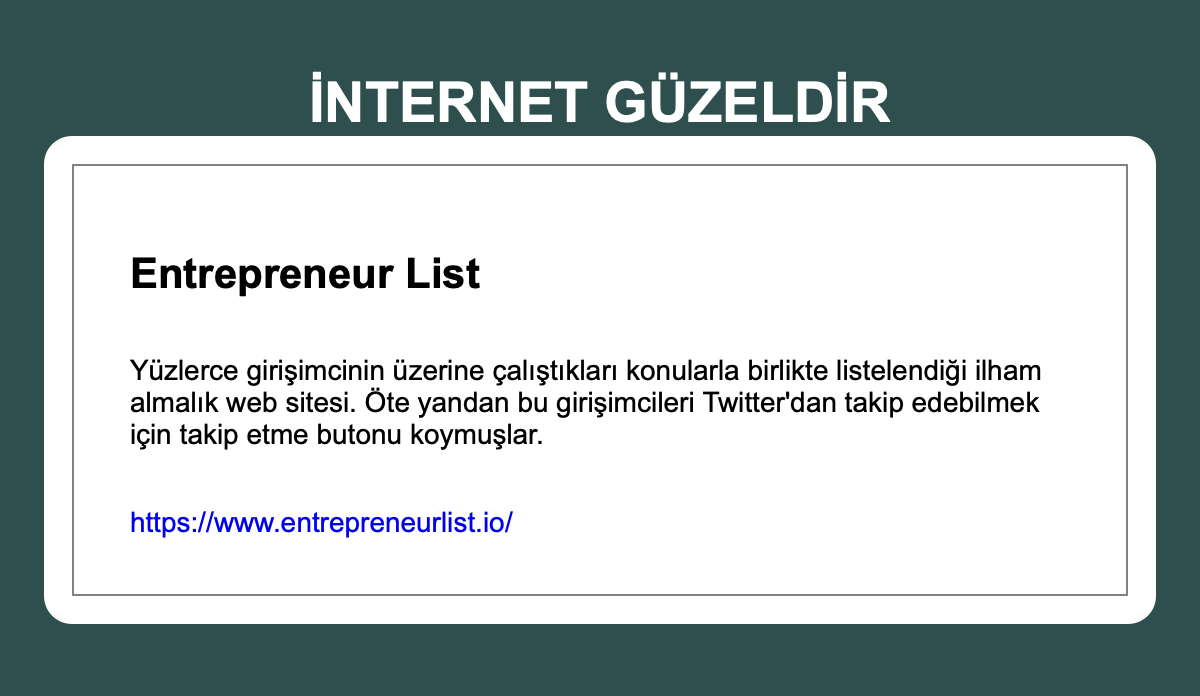 İNTERNET GÜZELDİR
Entrepreneur List
Yüzlerce girişimcinin üzerine çalıştıkları konularla birlikte listelendiği ilham
almalık web sitesi. Öte yandan bu girişimcileri Twitter'dan takip edebilmek
için takip etme butonu koymuşlar.
https://www.entrepreneurlist.io/